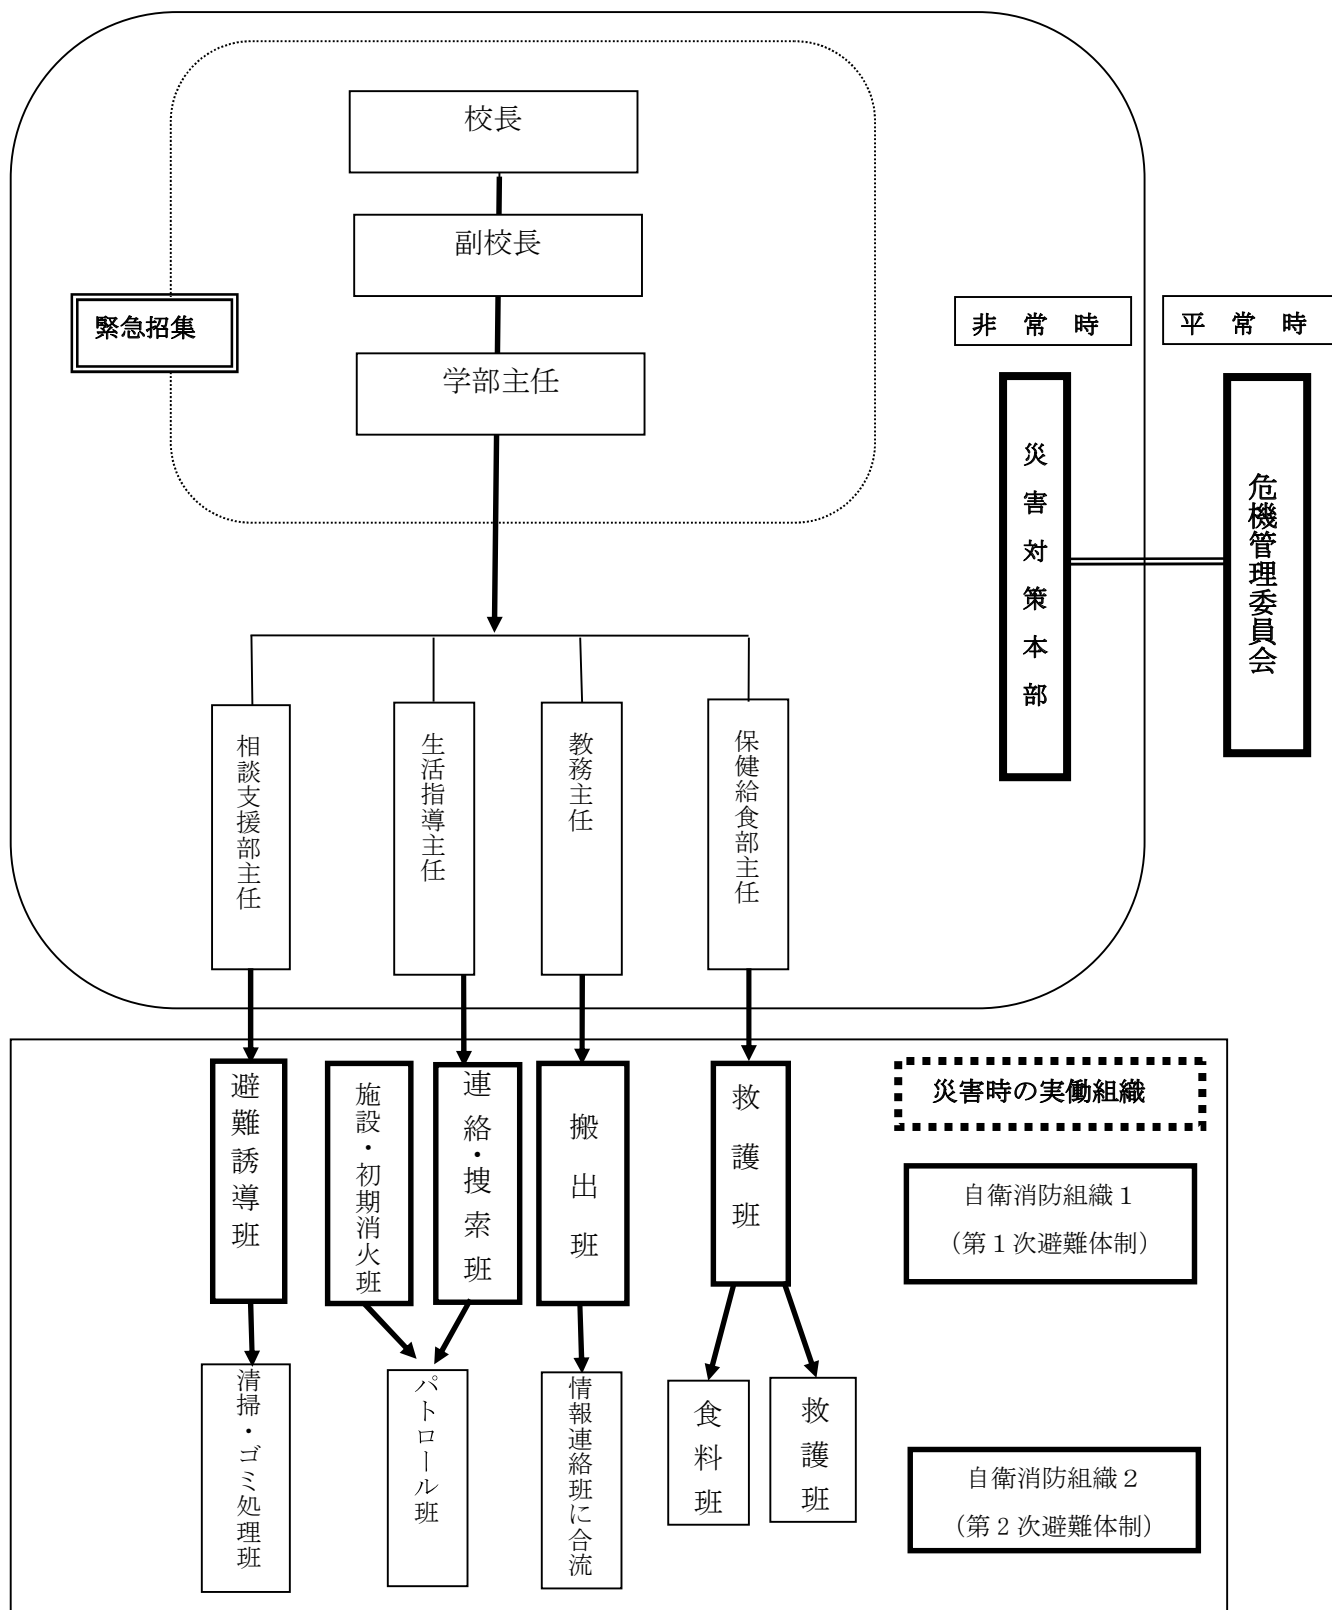 校長
副校長
緊急招集
非 常 時
平 常 時
学部主任
災害対策本部
危機管理委員会
相談支援部主任
生活指導主任
教務主任
保健給食部主任
避難誘導班
施設・初期消火班
連絡・捜索班
搬出班
救護班
災害時の実働組織
自衛消防組織１
（第１次避難体制）
清掃・ゴミ処理班
パトロール班
情報連絡班に合流
食料班
救護班
自衛消防組織２
（第２次避難体制）